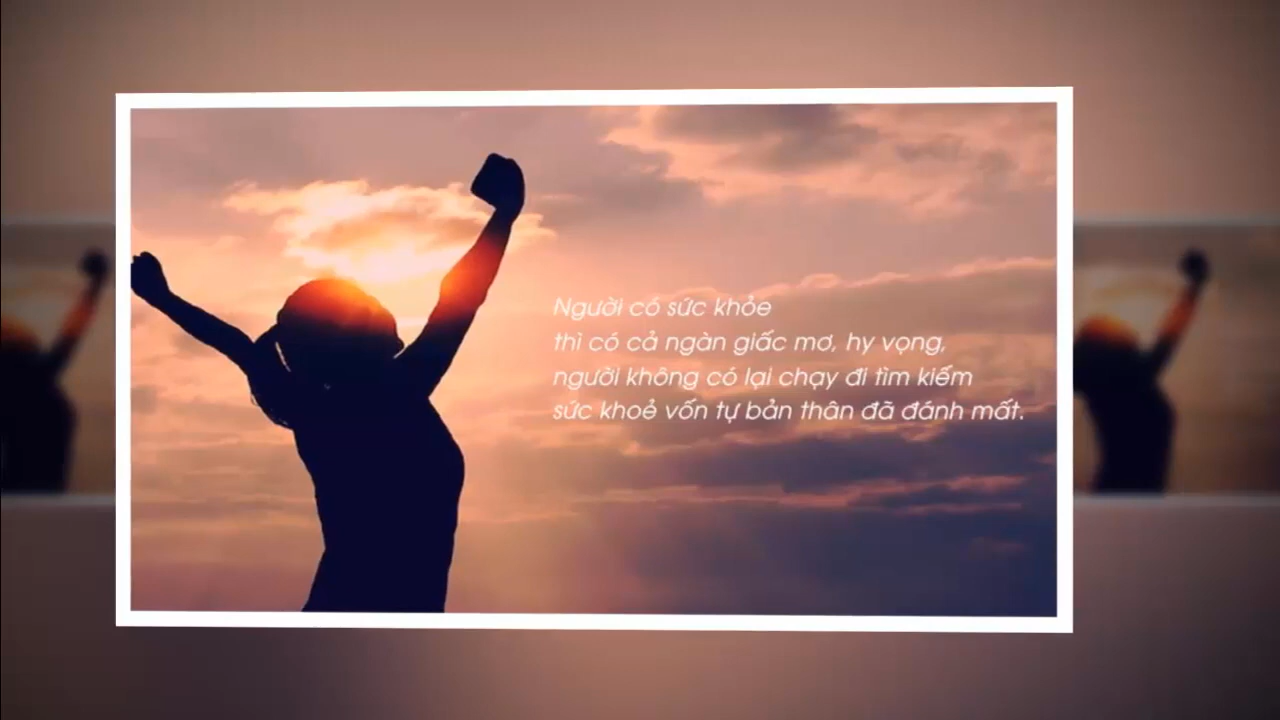 Người có sức khỏe
thì có cả ngàn giấc mơ, hy vọng,
người không có lại chạy đi tìm kiếm
sức khoẻ vốn tự bản thân đã đánh mất.